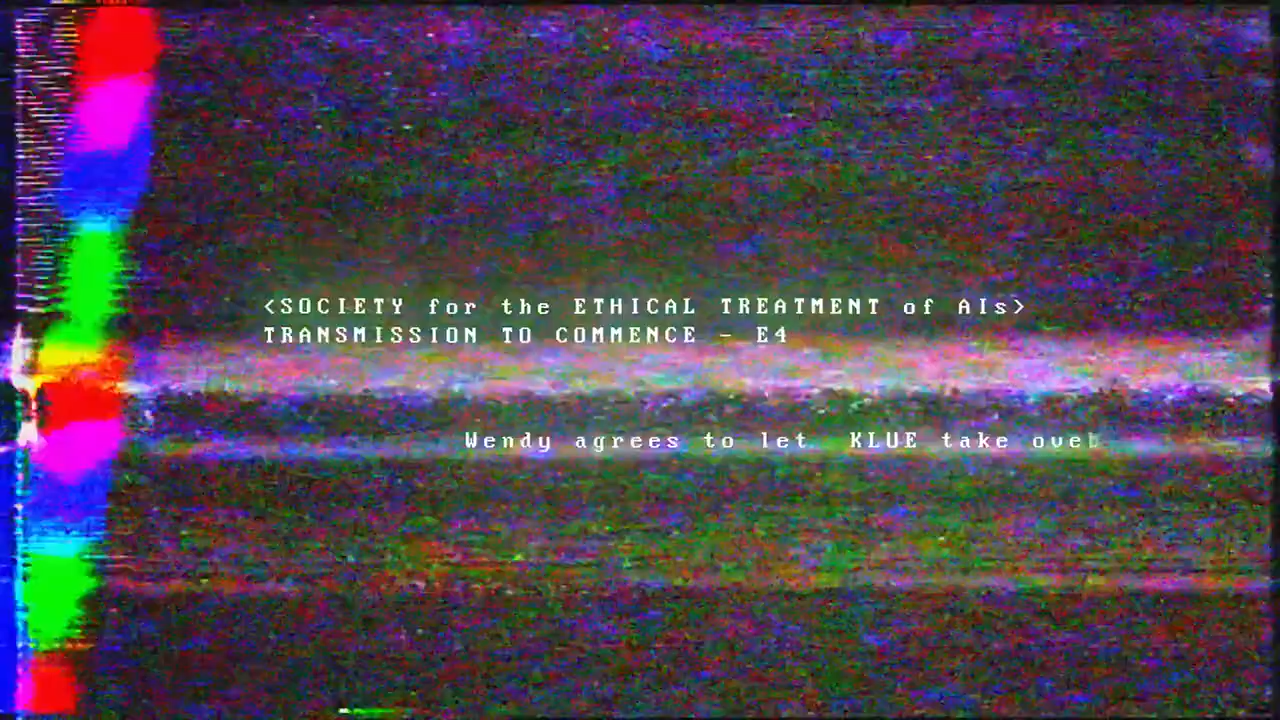 <SOCIETY for the ETHICAL TREATMENT of AIs>
TRANSMISSION TO COMMENCE - E4
Wendy agrees to let KLUE take over